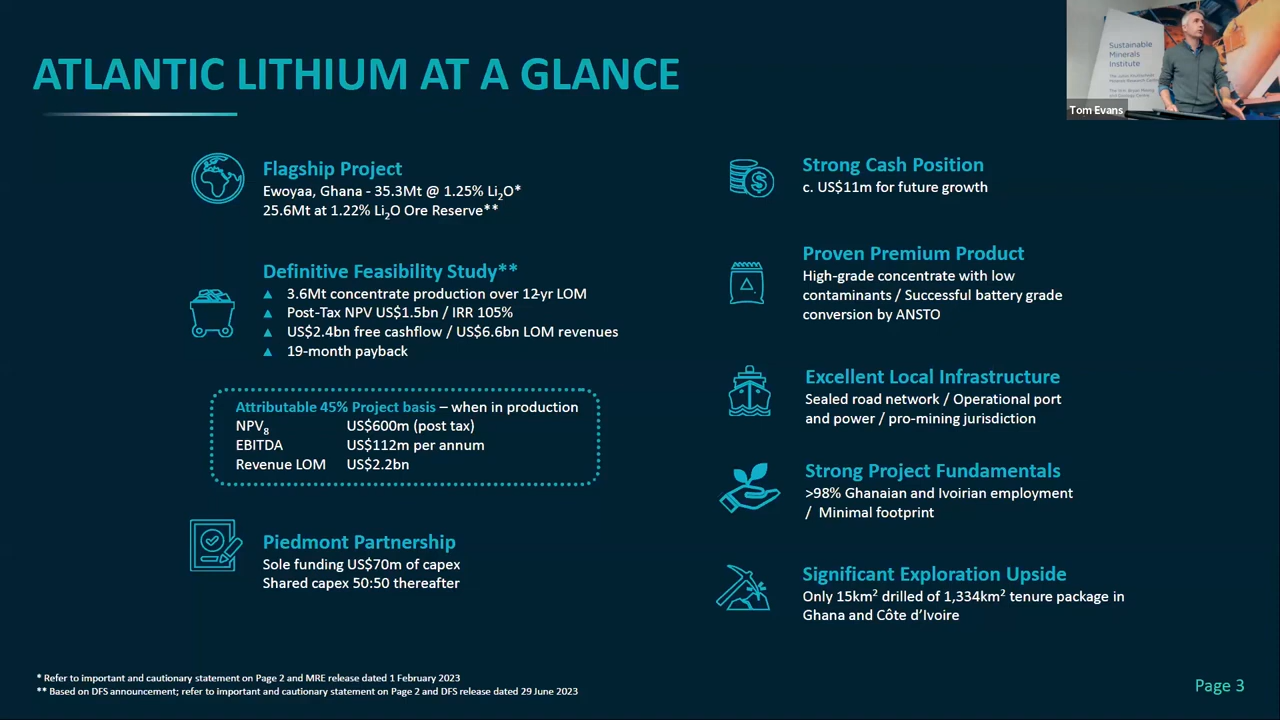 ATLANTIC LITHIUM AT A GLANCE
Sustainable
Minerals
Institute
Tom Evans
Flagship Project
Ewoyaa, Ghana - 35.3Mt @ 1.25% Li2O*
25.6Mt at 1.22% Li2O Ore Reserve**
Definitive Feasibility Study**
▲ 3.6Mt concentrate production over 12-yr LOM
▲ Post-Tax NPV US$1.5bn / IRR 105%
▲ US$2.4bn free cashflow / US$6.6bn LOM revenues
▲ 19-month payback
Attributable 45% Project basis – when in production
NPV8 US$600m (post tax)
EBITDA US$112m per annum
Revenue LOM US$2.2bn
Piedmont Partnership
Sole funding US$70m of capex
Shared capex 50:50 thereafter
Strong Cash Position
c. US$11m for future growth
Proven Premium Product
High-grade concentrate with low
contaminants / Successful battery grade
conversion by ANSTO
Excellent Local Infrastructure
Sealed road network / Operational port
and power / pro-mining jurisdiction
Strong Project Fundamentals
>98% Ghanaian and Ivoirian employment
/ Minimal footprint
Significant Exploration Upside
Only 15km² drilled of 1,334km² tenure package in
Ghana and Côte d'Ivoire
* Refer to important and cautionary statement on Page 2 and MRE release dated 1 February 2023
** Based on DFS announcement; refer to important and cautionary statement on Page 2 and DFS release dated 29 June 2023
Page 3